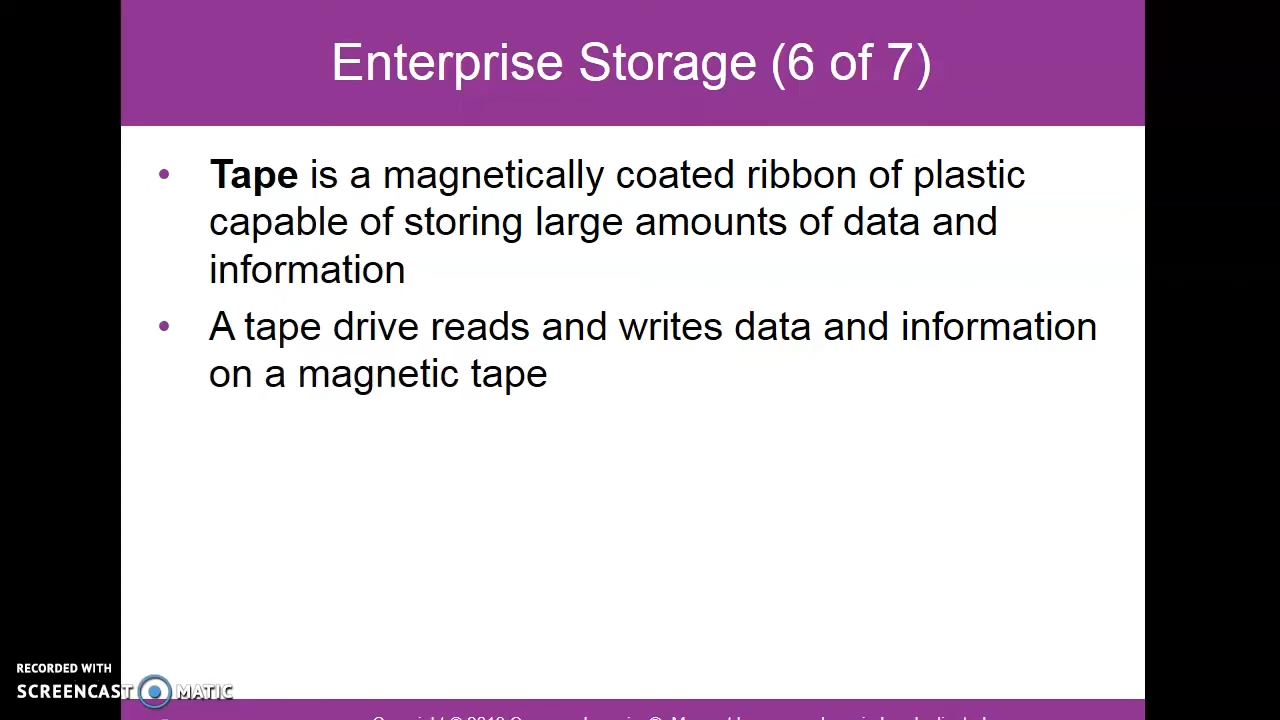 Enterprise Storage (6 of 7)
• Tape is a magnetically coated ribbon of plastic
capable of storing large amounts of data and
information
• A tape drive reads and writes data and information
on a magnetic tape
RECORDED WITH
SCREENCAST MATIC